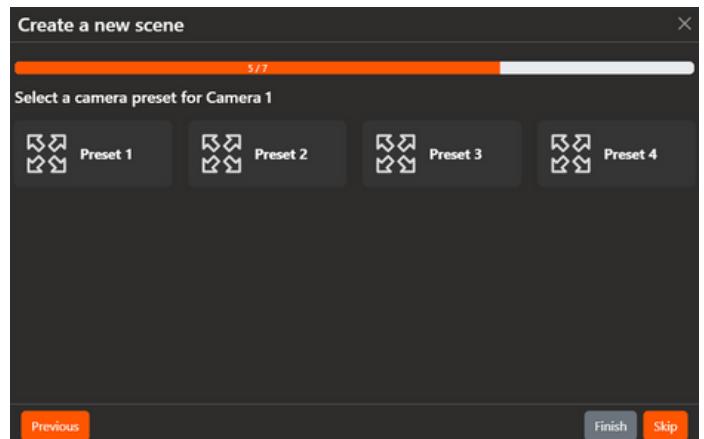 Create a new scene
5/7
Select a camera preset for Camera 1
Preset 1
Preset 2
Preset 3
Preset 4
Previous
Finish
Skip